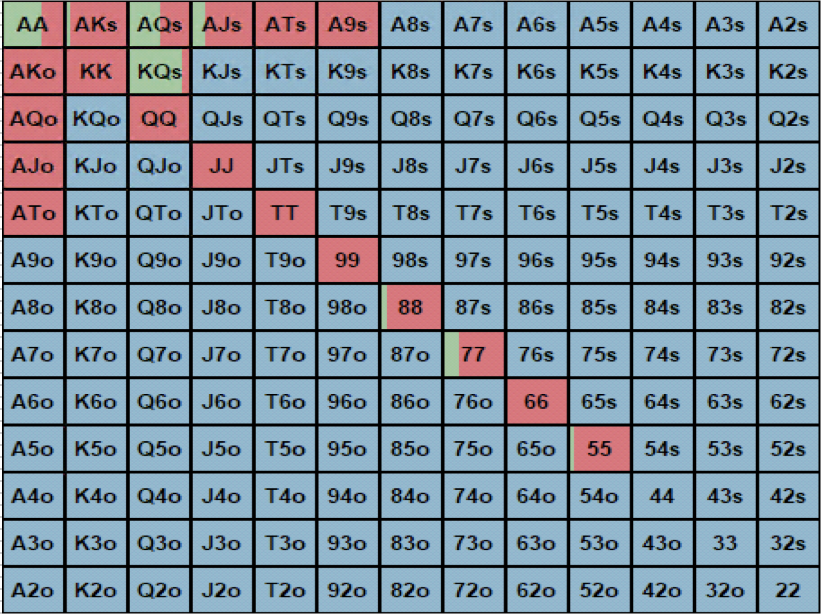 AA AKs AQs AJs ATs A9s A8s A7s A6s A5s A4s A3s A2s
AKo KK KQs KJs KTs K9s K8s K7s K6s K5s K4s K3s K2s
AQo KQo QQ QJs QTs Q9s Q8s Q7s Q6s Q5s Q4s Q3s Q2s
AJo KJo QJo JJ JTs J9s J8s J7s J6s J5s J4s J3s J2s
ATo KTo QTo JTo TT T9s T8s T7s T6s T5s T4s T3s T2s
A9o K9o Q9o J9o T9o 99 98s 97s 96s 95s 94s 93s 92s
A8o K8o Q8o J8o T8o 98o 88 87s 86s 85s 84s 83s 82s
A7o K7o Q7o J7o T7o 97o 87o 77 76s 75s 74s 73s 72s
A6o K6o Q6o J6o T6o 96o 86o 76o 66 65s 64s 63s 62s
A5o K5o Q5o J5o T5o 95o 85o 75o 65o 55 54s 53s 52s
A4o K4o Q4o J4o T4o 94o 84o 74o 64o 54o 44 43s 42s
A3o K3o Q3o J3o T3o 93o 83o 73o 63o 53o 43o 33 32s
A2o K2o Q2o J2o T2o 92o 82o 72o 62o 52o 42o 32o 22